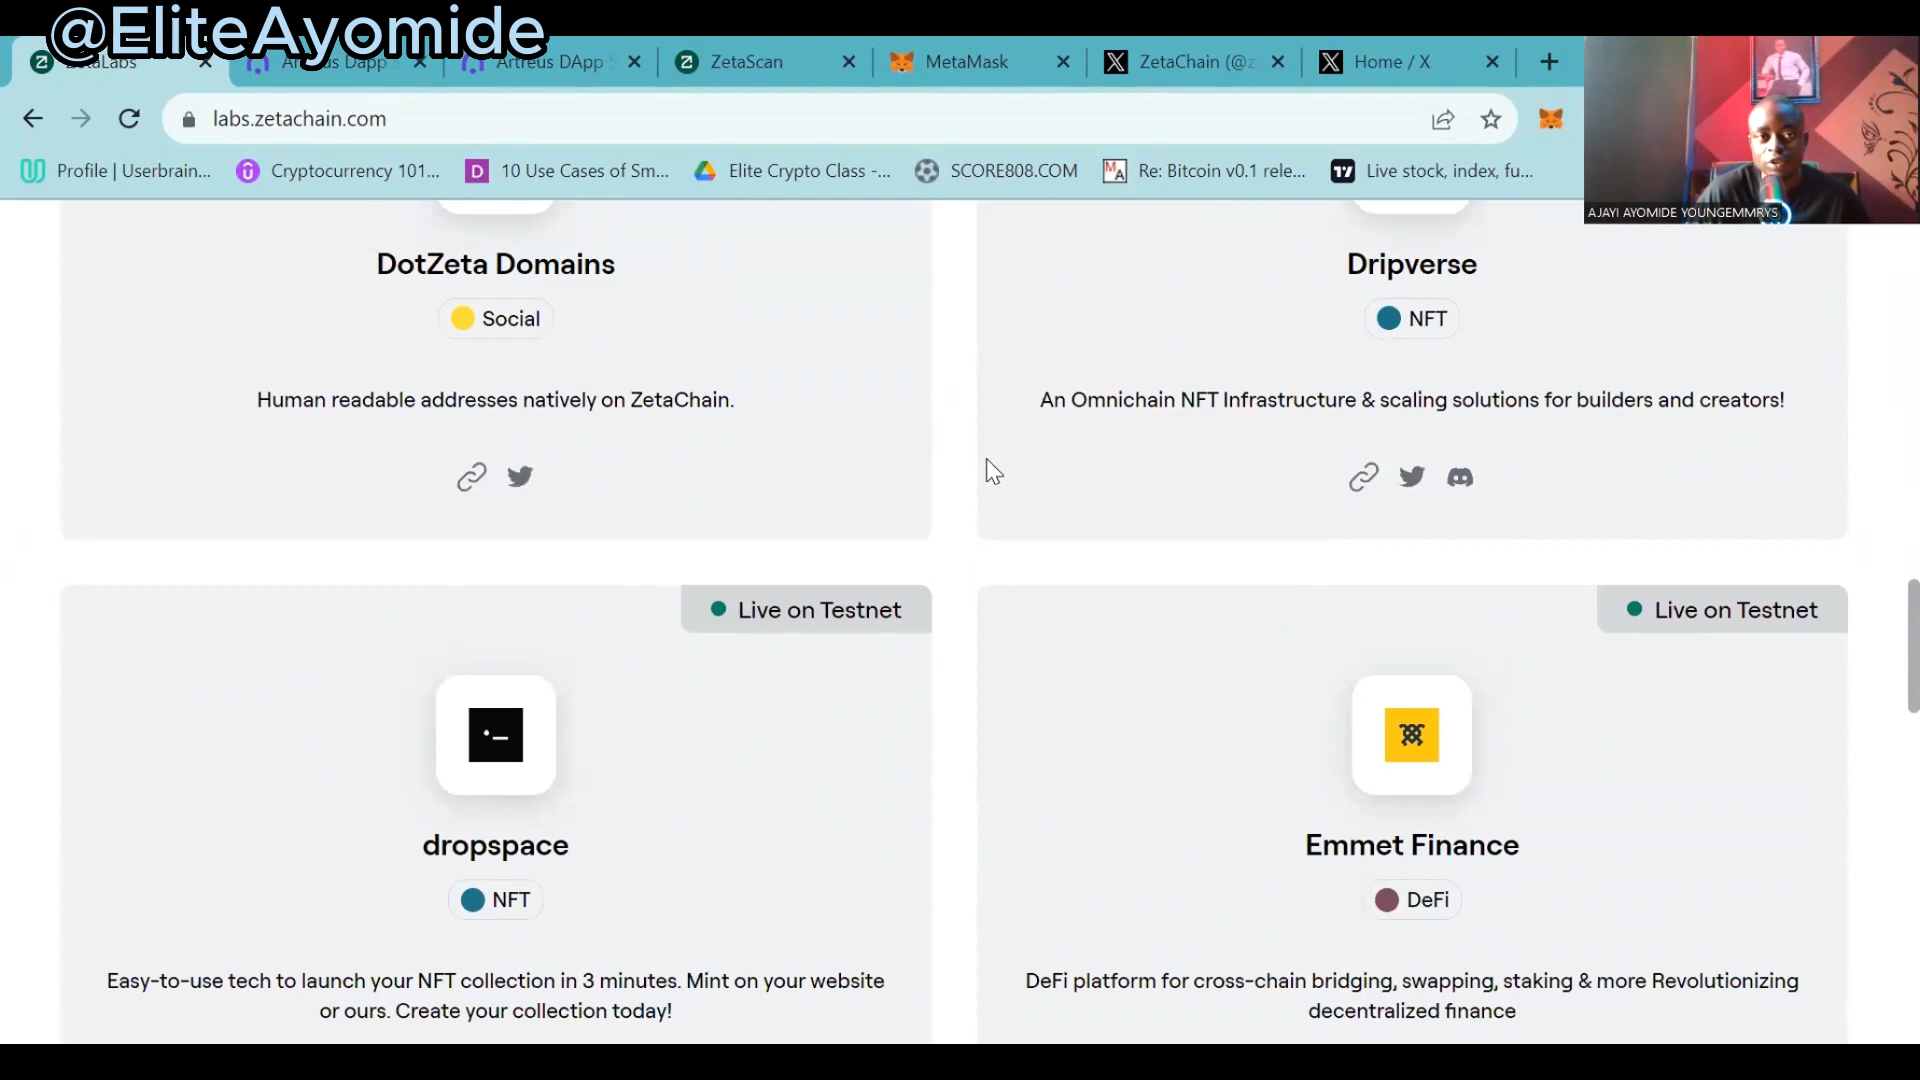 @EliteAyomide
ZetaLabs
Artreus DApp S
ZetaScan
MetaMask
ZetaChain (@z
Home / X
labs.zetachain.com
Profile | Userbrain...
Cryptocurrency 101...
10 Use Cases of Sm...
Elite Crypto Class -...
SCORE808.COM
Re: Bitcoin v0.1 rele...
Live stock, index, fu...
AJAYI AYOMIDE YOUNGEMMRYS
DotZeta Domains
Social
Human readable addresses natively on ZetaChain.
Dripverse
NFT
An Omnichain NFT Infrastructure & scaling solutions for builders and creators!
Live on Testnet
dropspace
NFT
Easy-to-use tech to launch your NFT collection in 3 minutes. Mint on your website
or ours. Create your collection today!
Live on Testnet
Emmet Finance
DeFi
DeFi platform for cross-chain bridging, swapping, staking & more Revolutionizing
decentralized finance